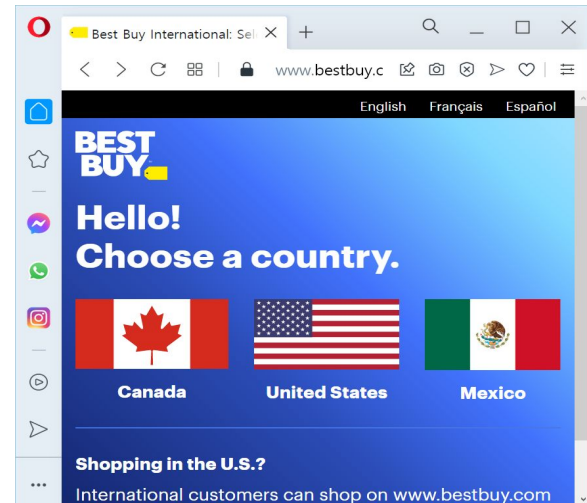 Best Buy International: Sel
www.bestbuy.c
English Français Español
BEST
BUY
Hello!
Choose a country.
Canada United States Mexico
Shopping in the U.S.?
International customers can shop on www.bestbuy.com